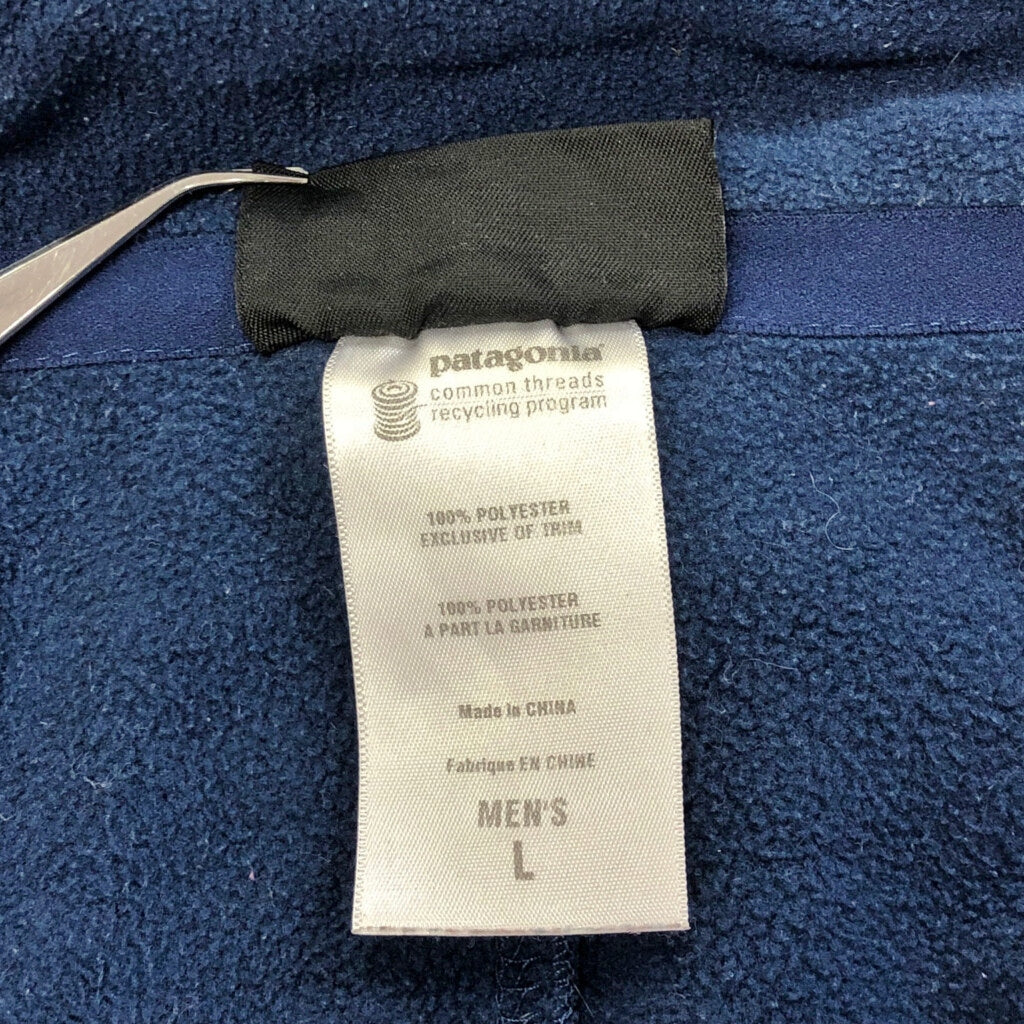 patagonia®
common threads
recycling program
100% POLYESTER
EXCLUSIVE OF TRIM
100% POLYESTER
A PART LA GARNITURE
Made in CHINA
Fabrique EN CHINE
MEN'S
L